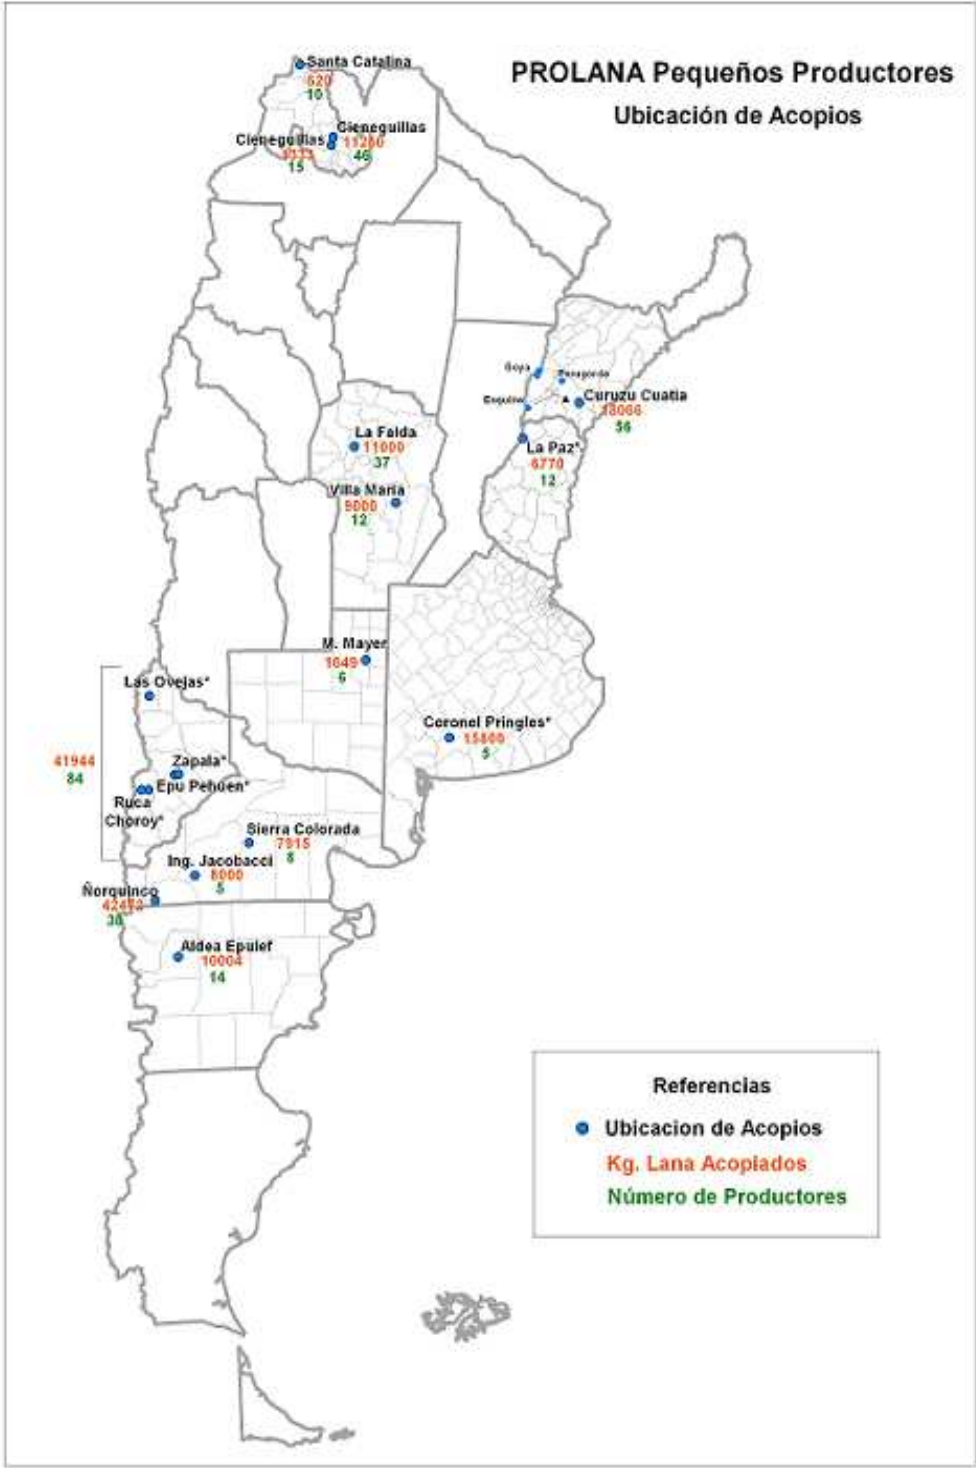 PROLANA Pequeños Productores
Ubicación de Acopios
Santa Catalina
620
10
Cieneguillas
11280
46
Cieneguillas
15
Goya
Perugorria
Esquina
Curuzu Cuatia
18066
56
La Paz*
6770
12
La Falda
11000
37
Villa Maria
9000
12
M. Mayer
1649
6
Las Ovejas*
Coronel Pringles*
15800
5
41944
84
Zapala*
Epu Pehuen*
Ruca
Choroy*
Sierra Colorada
7915
8
Ing. Jacobacci
8000
5
Ñorquinco
Aldea Epulef
10004
14
Referencias
Ubicacion de Acopios
Kg. Lana Acopiados
Número de Productores